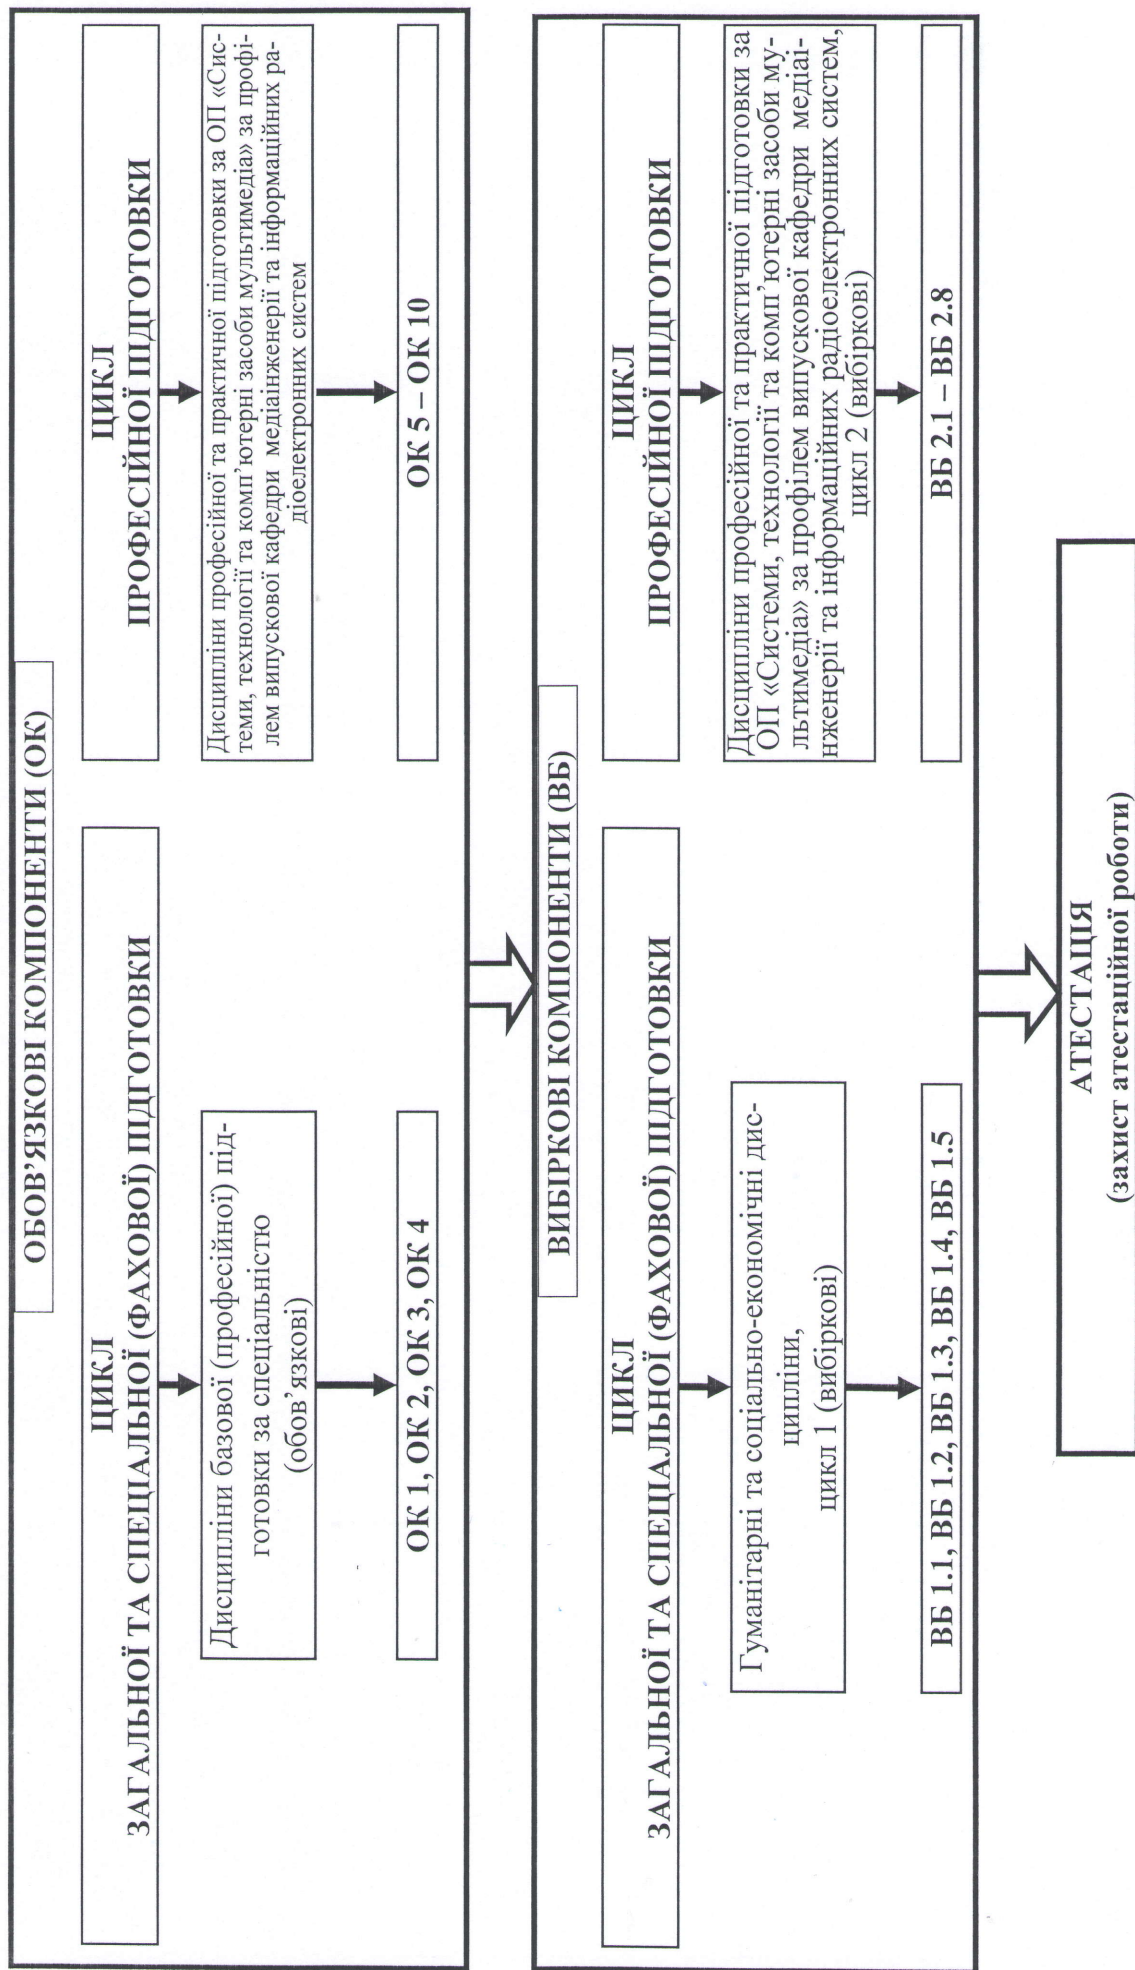 ОБОВ’ЯЗКОВІ КОМПОНЕНТИ (ОК)
ЦИКЛ
ЗАГАЛЬНОЇ ТА СПЕЦІАЛЬНОЇ (ФАХОВОЇ) ПІДГОТОВКИ
Дисципліни базової (професійної) під-
готовки за спеціальністю
(обов’язкові)
ОК 1, ОК 2, ОК 3, ОК 4
ЦИКЛ
ПРОФЕСІЙНОЇ ПІДГОТОВКИ
Дисципліни професійної та практичної підготовки за ОП «Сис-
теми, технології та комп’ютерні засоби мультимедіа» за профі-
лем випускової кафедри медіаінженерії та інформаційних ра-
діоелектронних систем
ОК 5 – ОК 10
ВИБІРКОВІ КОМПОНЕНТИ (ВБ)
ЦИКЛ
ЗАГАЛЬНОЇ ТА СПЕЦІАЛЬНОЇ (ФАХОВОЇ) ПІДГОТОВКИ
Гуманітарні та соціально-економічні дис-
ципліни,
цикл 1 (вибіркові)
ВБ 1.1, ВБ 1.2, ВБ 1.3, ВБ 1.4, ВБ 1.5
ЦИКЛ
ПРОФЕСІЙНОЇ ПІДГОТОВКИ
Дисципліни професійної та практичної підготовки за
ОП «Системи, технології та комп’ютерні засоби му-
льтимедіа» за профілем випускової кафедри медіаі-
нженерії та інформаційних радіоелектронних систем,
цикл 2 (вибіркові)
ВБ 2.1 – ВБ 2.8
АТЕСТАЦІЯ
(захист атестаційної роботи)